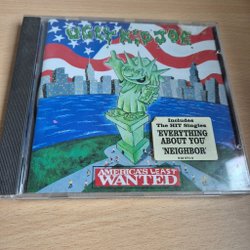 UGLY KID JOE
Includes
The HIT Singles
'EVERYTHING
ABOUT YOU'
'NEIGHBOR'
AMERICA'S LEAST
WANTED